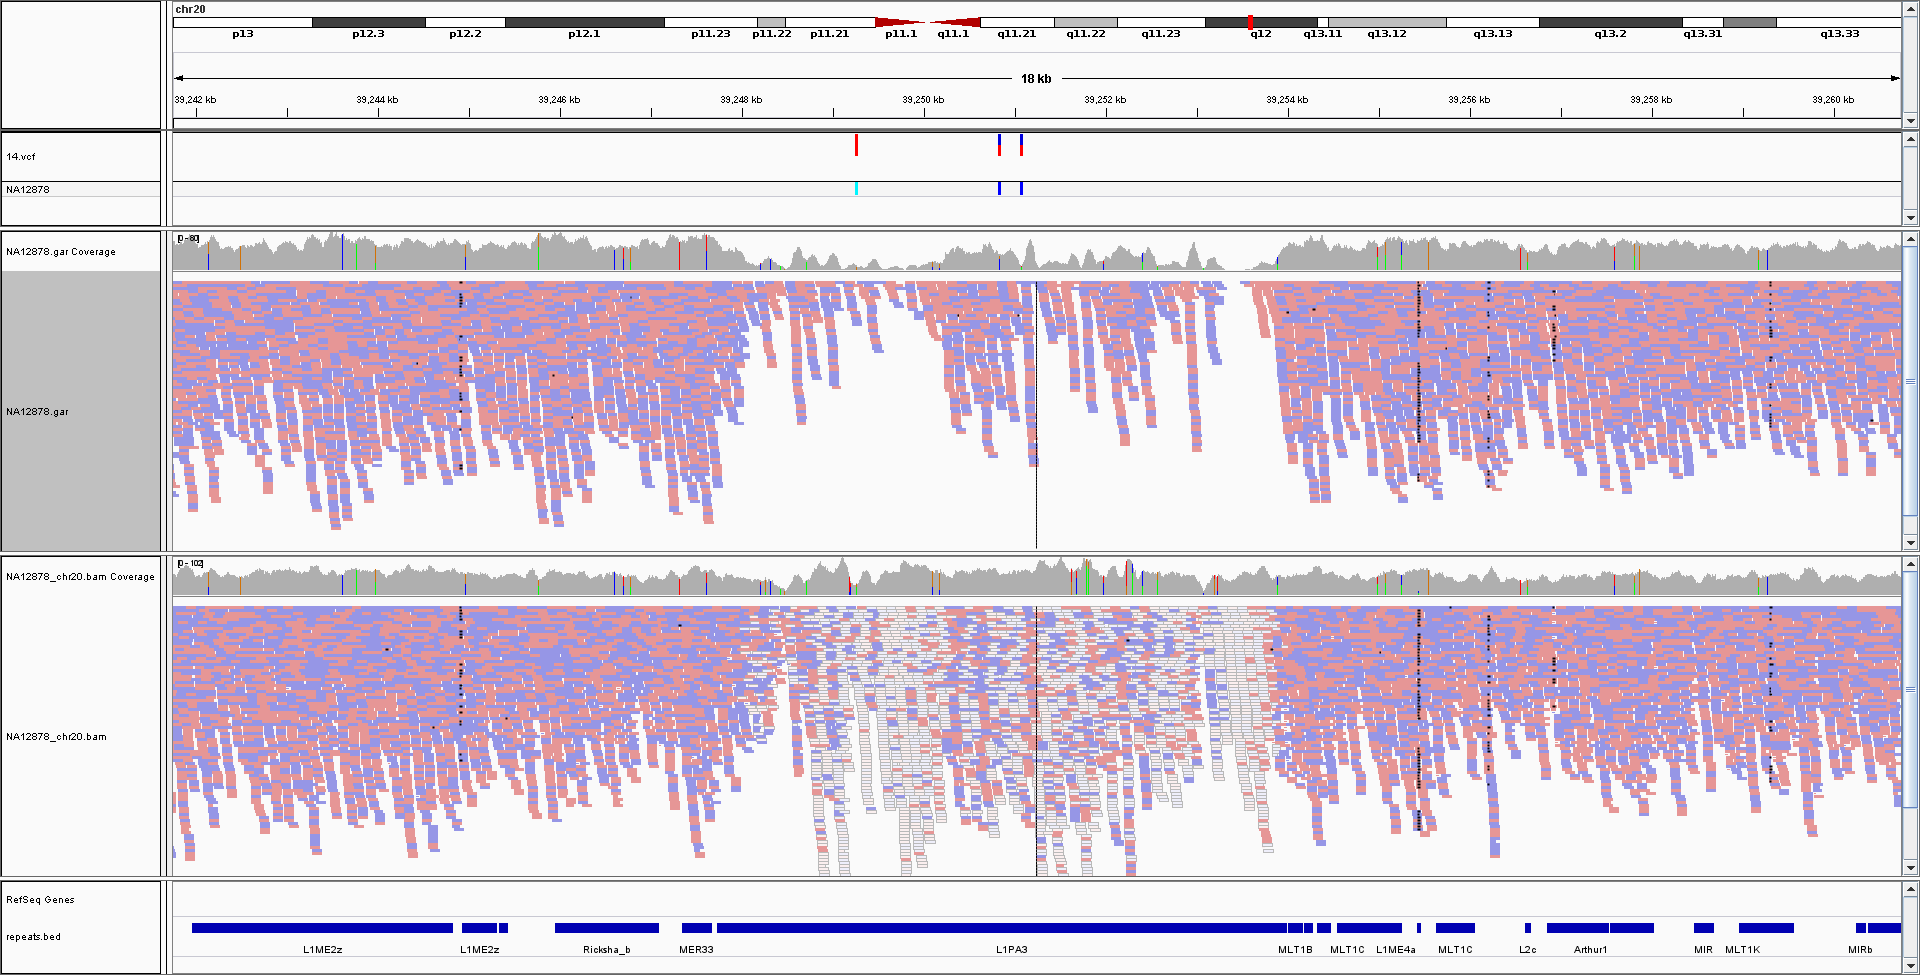 chr20
p13 p12.3 p12.2 p12.1 p11.23 p11.22 p11.21 p11.1 q11.1 q11.21 q11.22 q11.23 q12 q13.11 q13.12 q13.13 q13.2 q13.31 q13.33
18 kb
39,242 kb 39,244 kb 39,246 kb 39,248 kb 39,250 kb 39,252 kb 39,254 kb 39,256 kb 39,258 kb 39,260 kb
14.vcf
NA12878
[0 - 60]
NA12878.gar Coverage
NA12878.gar
[0 - 102]
NA12878_chr20.bam Coverage
NA12878_chr20.bam
RefSeq Genes
repeats.bed
L1ME2z L1ME2z Ricksha_b MER33 L1PA3 MLT1B MLT1C L1ME4a MLT1C L2c Arthur1 MIR MLT1K MIRb